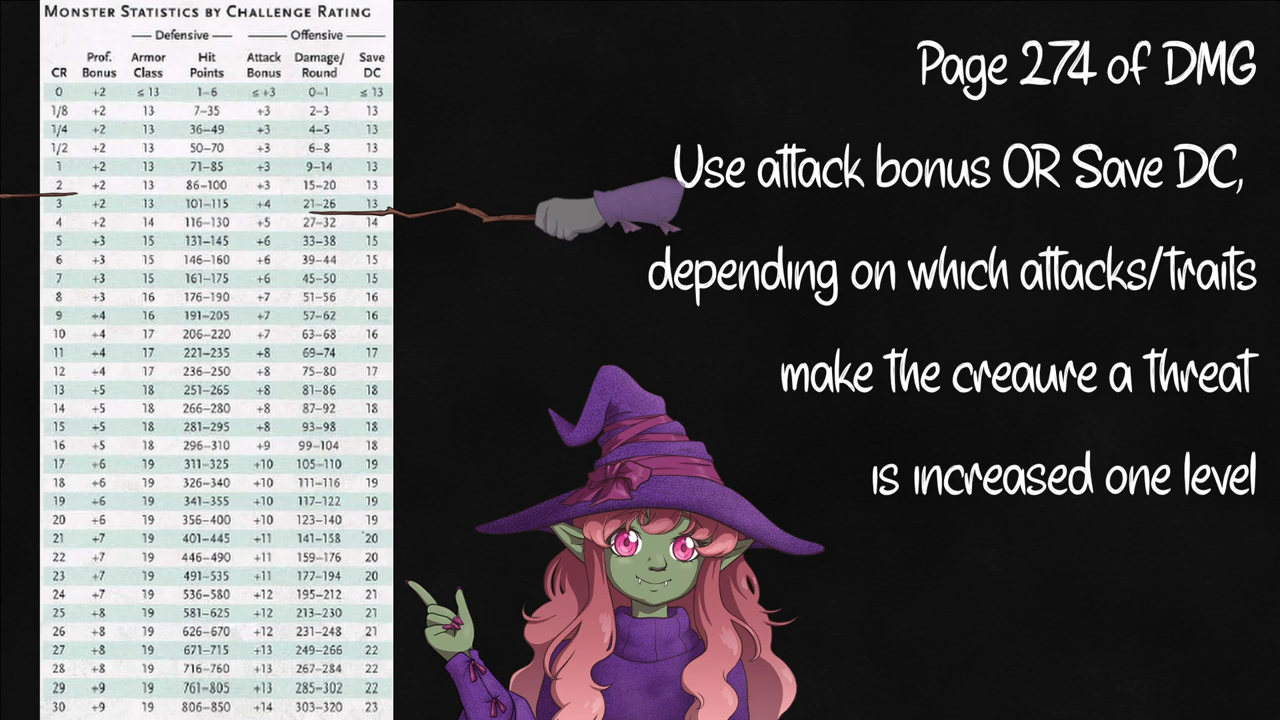 MONSTER STATISTICS BY CHALLENGE RATING
Defensive Offensive
Prof. Armor Hit Attack Damage/ Save
CR Bonus Class Points Bonus Round DC
0 +2 ≤ 13 1–6 ≤ +3 0–1 ≤ 13
1/8 +2 13 7–35 +3 2–3 13
1/4 +2 13 36–49 +3 4–5 13
1/2 +2 13 50–70 +3 6–8 13
1 +2 13 71–85 +3 9–14 13
2 +2 13 86–100 +3 15–20 13
3 +2 13 101–115 +4 21–26 13
4 +2 14 116–130 +5 27–32 14
5 +3 15 131–145 +6 33–38 15
6 +3 15 146–160 +6 39–44 15
7 +3 15 161–175 +6 45–50 15
8 +3 16 176–190 +7 51–56 16
9 +4 16 191–205 +7 57–62 16
10 +4 17 206–220 +7 63–68 16
11 +4 17 221–235 +8 69–74 17
12 +4 17 236–250 +8 75–80 17
13 +5 18 251–265 +8 81–86 18
14 +5 18 266–280 +8 87–92 18
15 +5 18 281–295 +8 93–98 18
16 +5 18 296–310 +9 99–104 18
17 +6 19 311–325 +10 105–110 19
18 +6 19 326–340 +10 111–116 19
19 +6 19 341–355 +10 117–122 19
20 +6 19 356–400 +10 123–140 19
21 +7 19 401–445 +11 141–158 20
22 +7 19 446–490 +11 159–176 20
23 +7 19 491–535 +11 177–194 20
24 +7 19 536–580 +12 195–212 21
25 +8 19 581–625 +12 213–230 21
26 +8 19 626–670 +12 231–248 21
27 +8 19 671–715 +13 249–266 22
28 +8 19 716–760 +13 267–284 22
29 +9 19 761–805 +13 285–302 22
30 +9 19 806–850 +14 303–320 23
Page 274 of DMG
Use attack bonus OR Save DC,
depending on which attacks/traits
make the creaure a threat
is increased one level